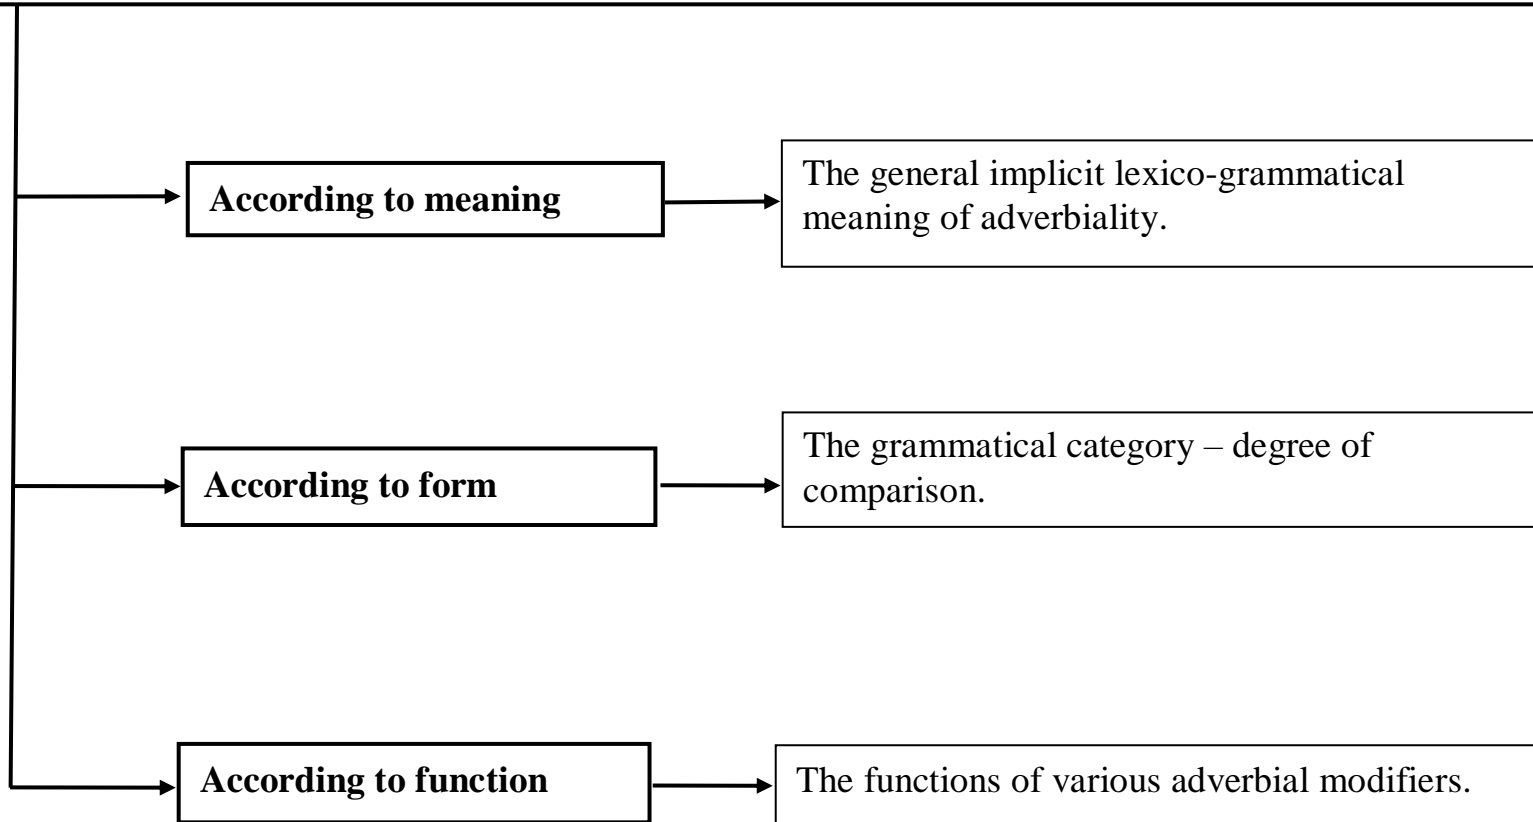 According to meaning
The general implicit lexico-grammatical
meaning of adverbiality.
According to form
The grammatical category – degree of
comparison.
According to function
The functions of various adverbial modifiers.